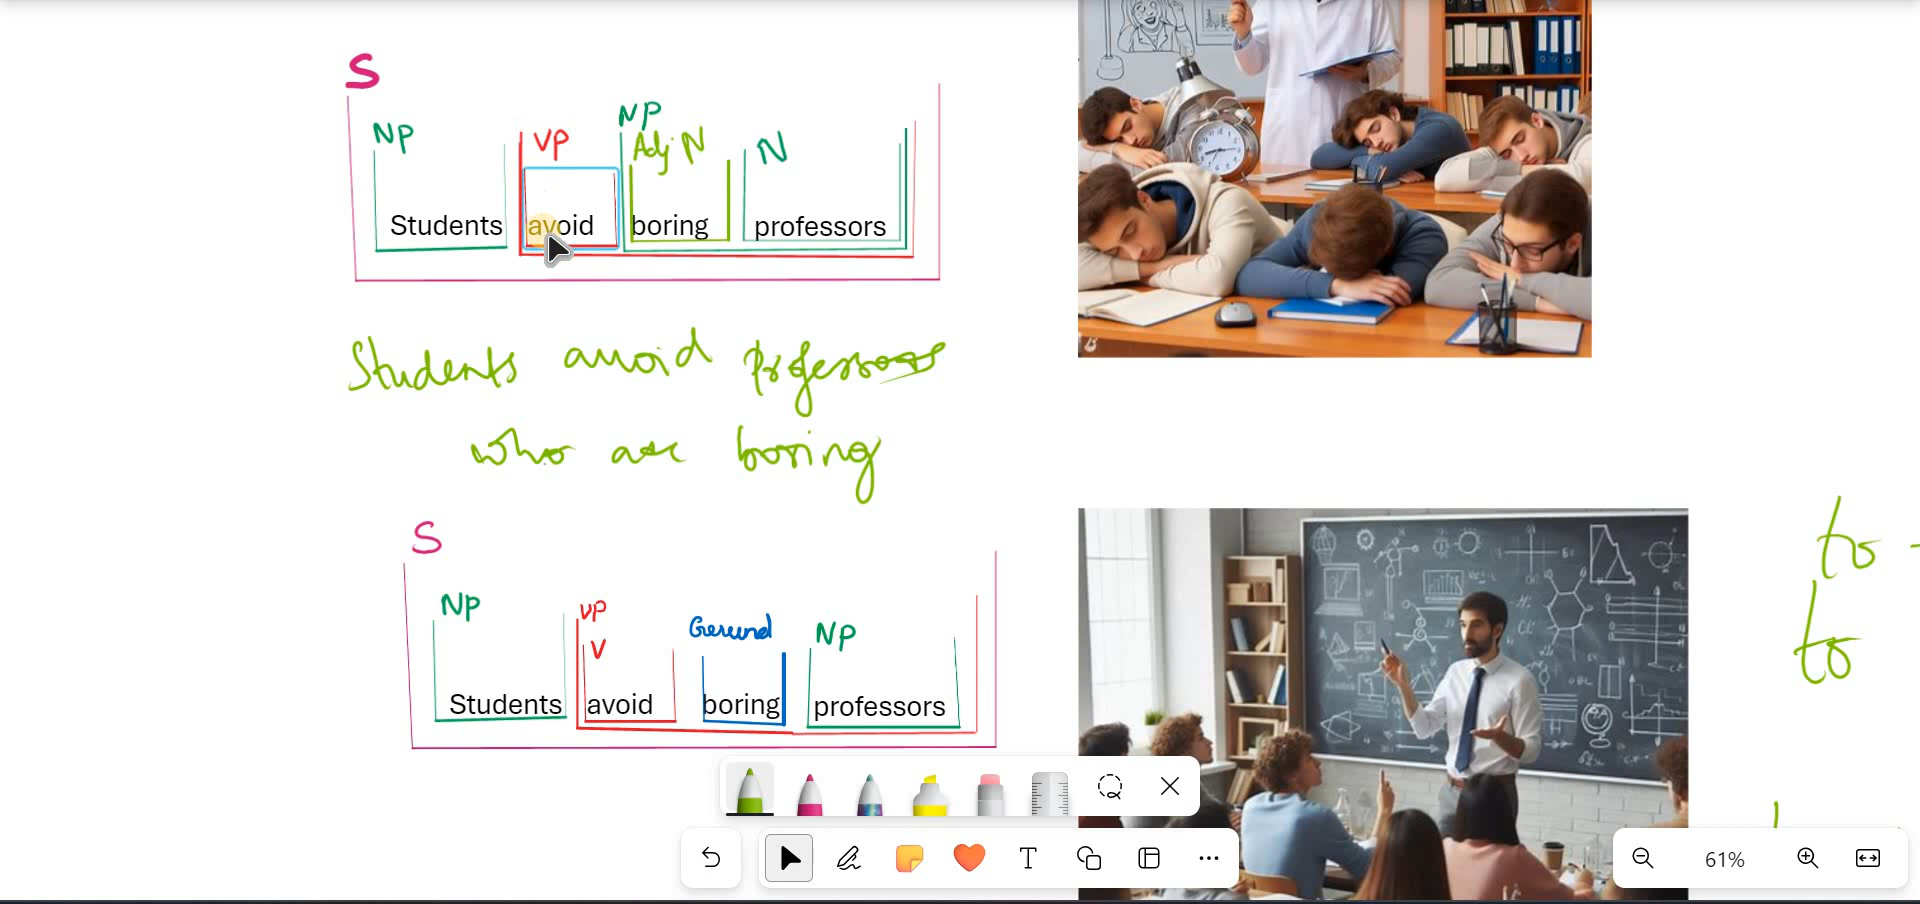 S
NP VP NP
Adj N N
Students avoid boring professors
Students avoid Professors
who are boring
S
NP VP
V Gerund NP
Students avoid boring professors
to -
to
T
61%